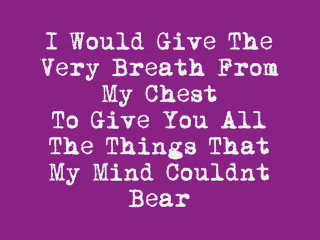 I Would Give The
Very Breath From
My Chest
To Give You All
The Things That
My Mind Couldnt
Bear